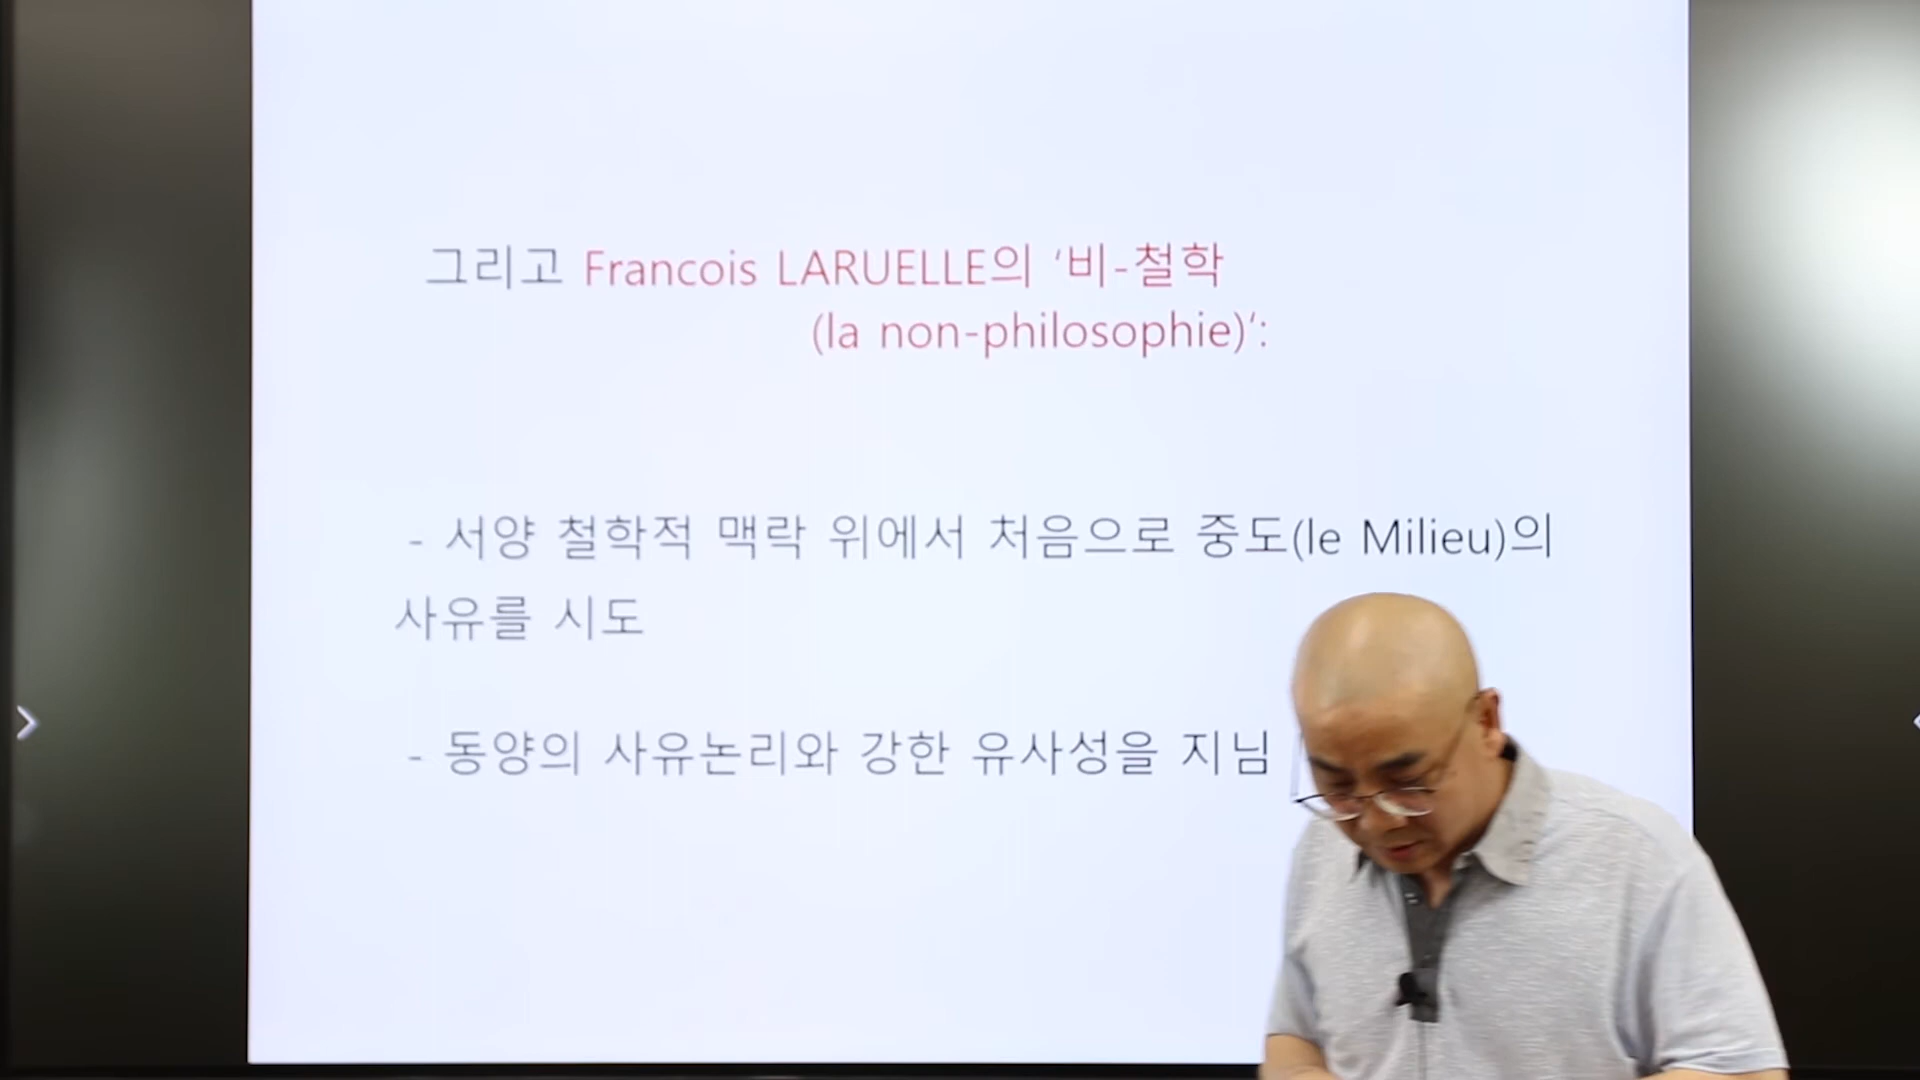 그리고 Francois LARUELLE의 ‘비-철학
(la non-philosophie)‘:
- 서양 철학적 맥락 위에서 처음으로 중도(le Milieu)의
사유를 시도
- 동양의 사유논리와 강한 유사성을 지님